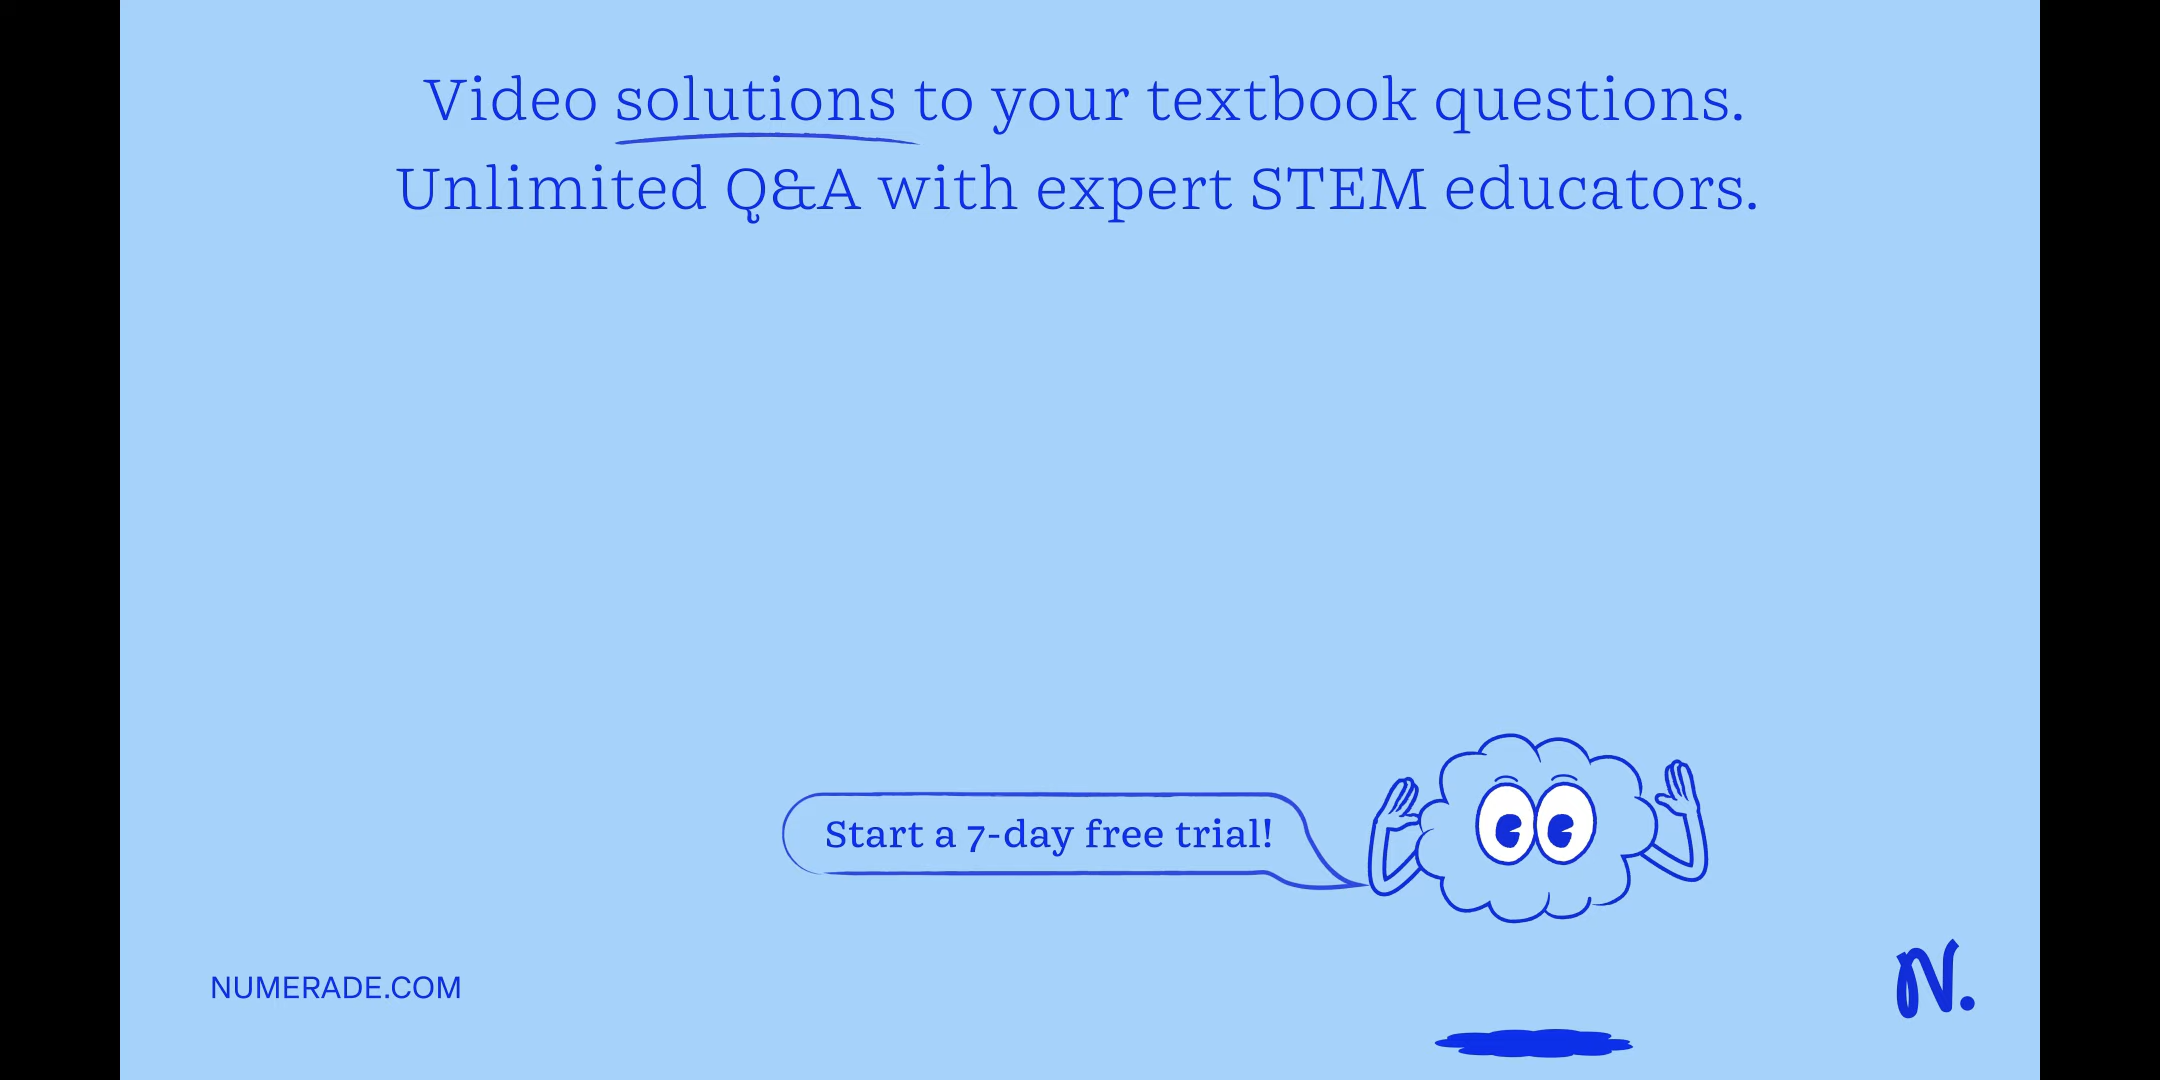 Video solutions to your textbook questions.
Unlimited Q&A with expert STEM educators.
Start a 7-day free trial!
NUMERADE.COM
N.